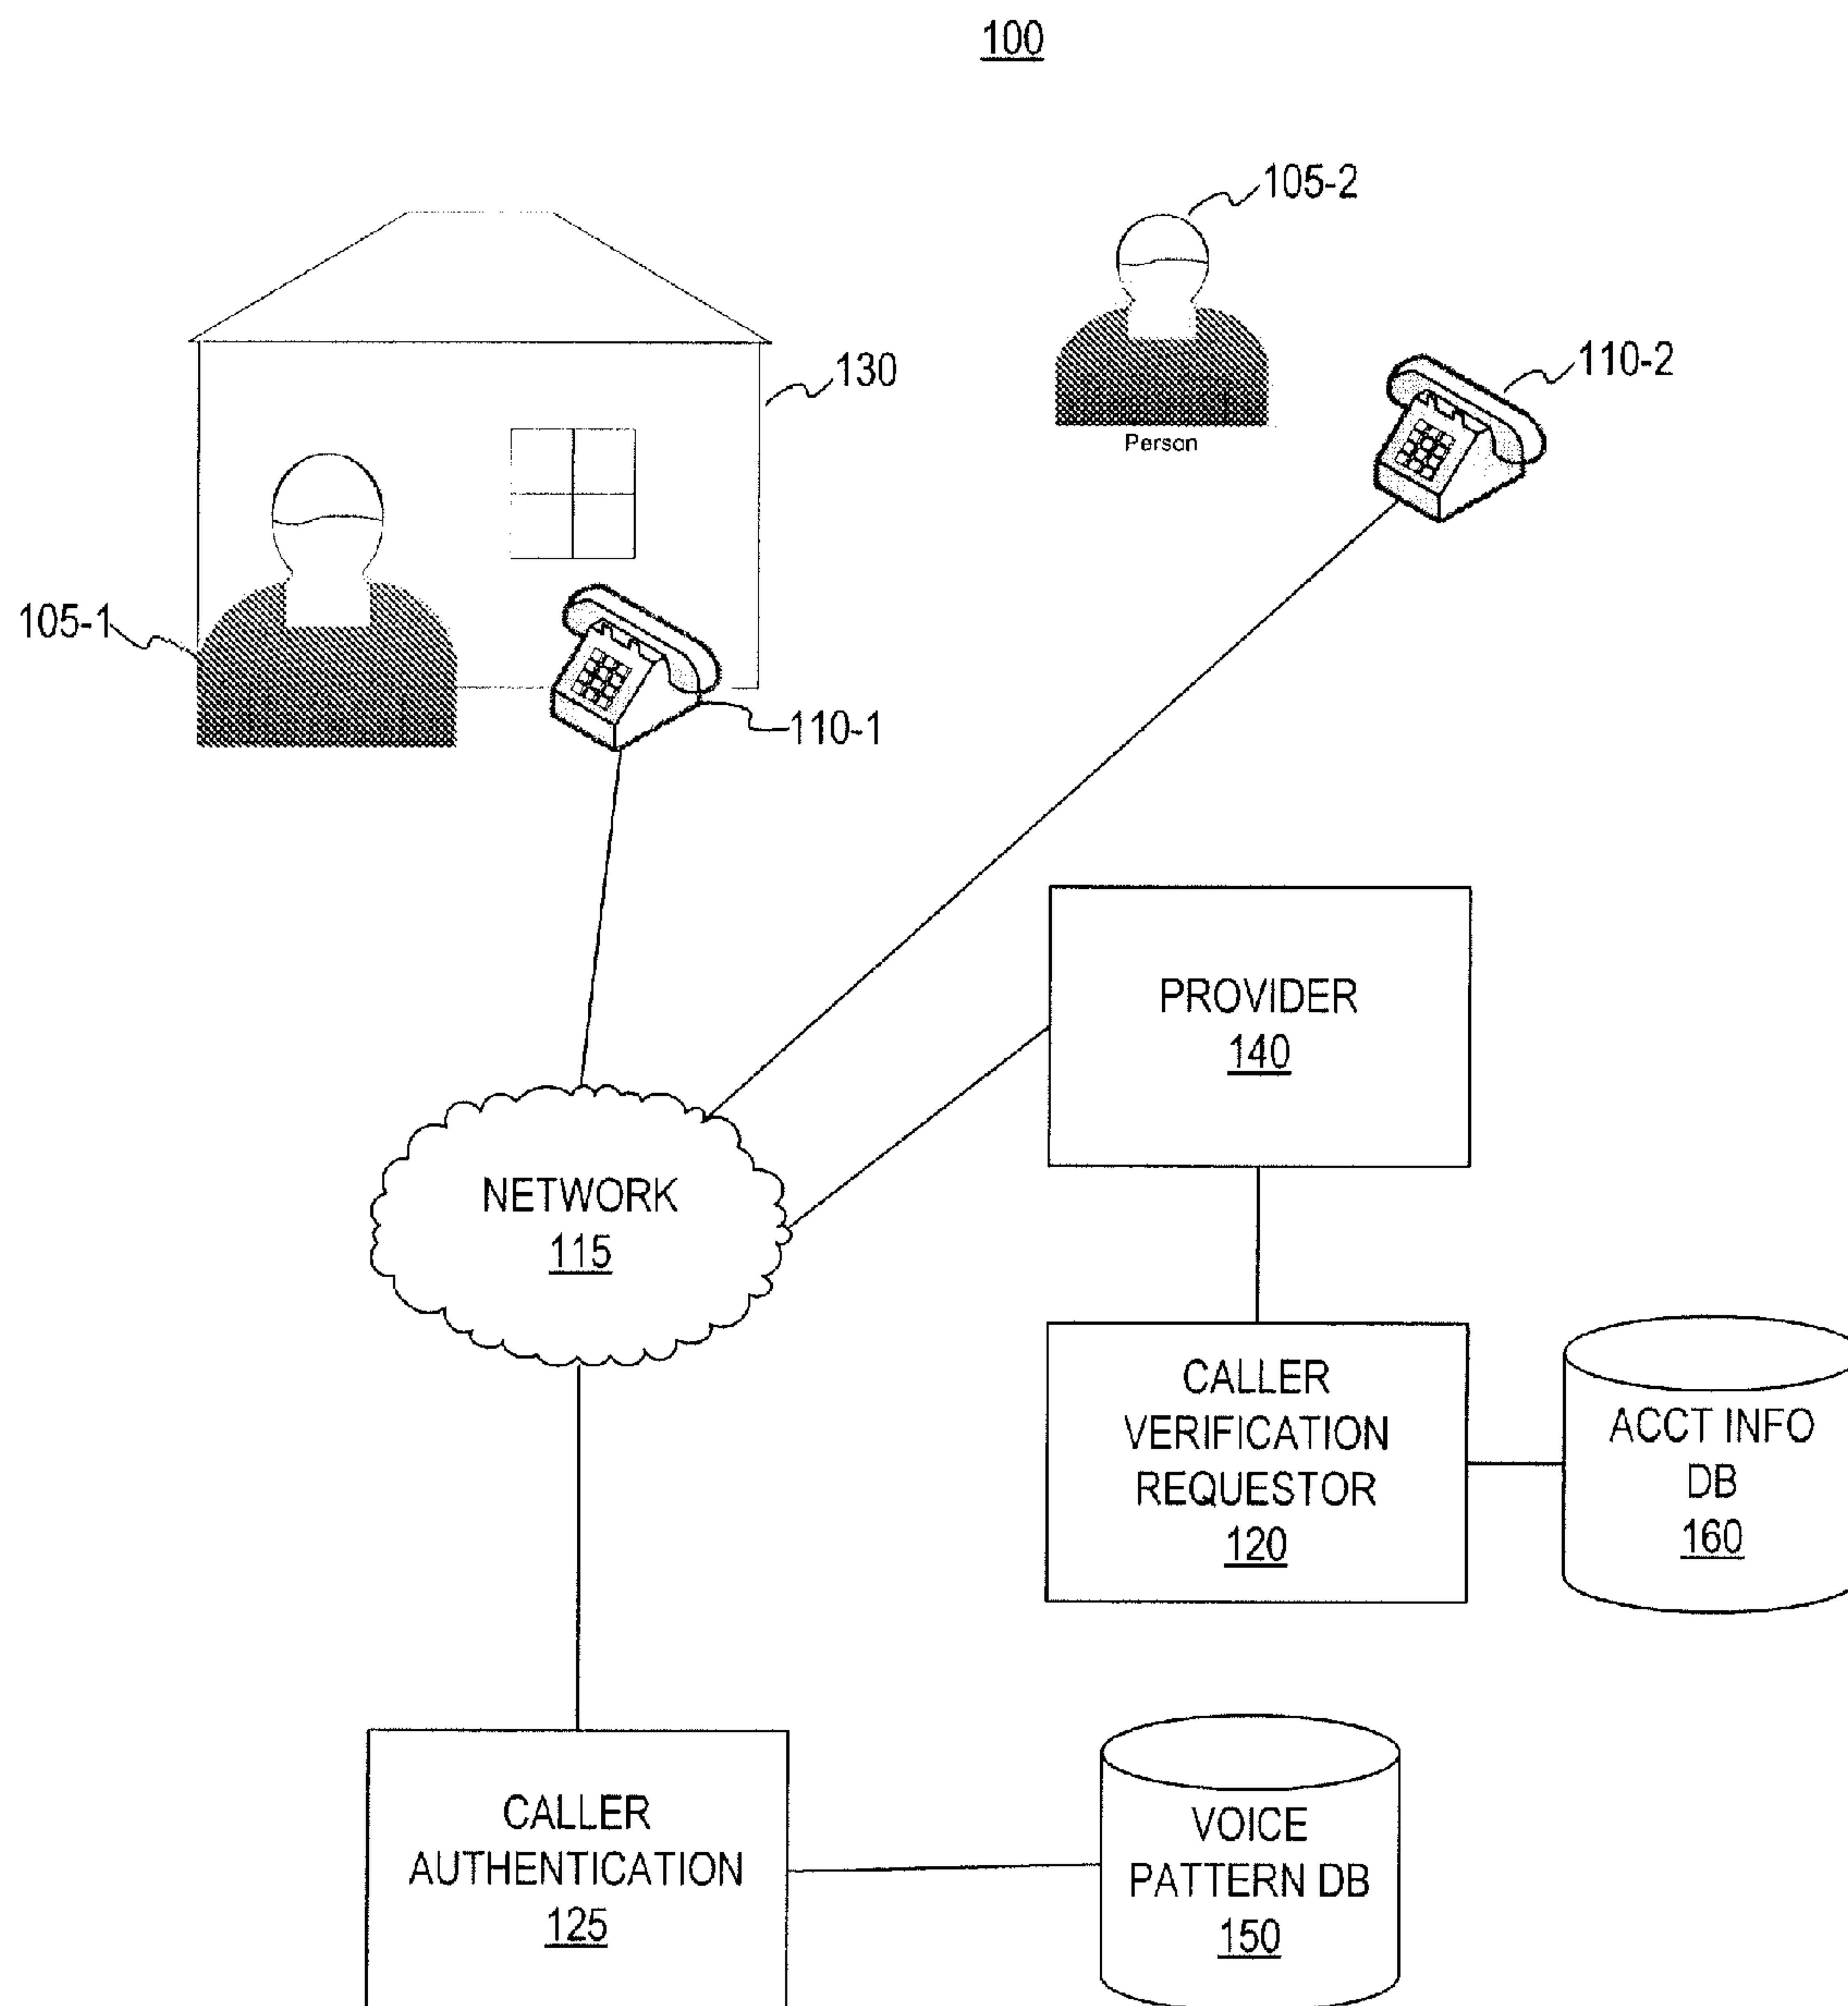 100
105-2
130
110-2
Person
105-1
110-1
PROVIDER
140
NETWORK
115
CALLER
VERIFICATION
REQUESTOR
120
ACCT INFO
DB
160
CALLER
AUTHENTICATION
125
VOICE
PATTERN DB
150